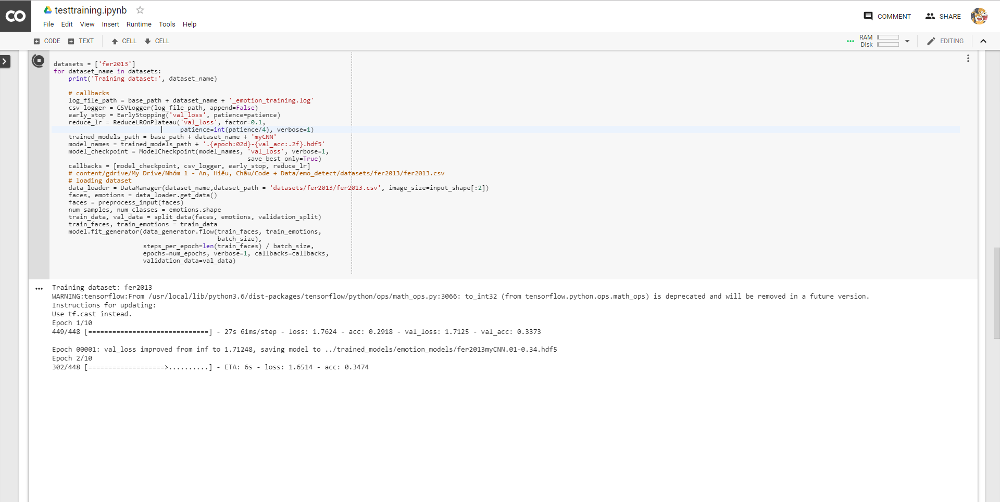 CO
testtraining.ipynb
File Edit View Insert Runtime Tools Help
COMMENT SHARE
CODE TEXT CELL CELL
RAM
Disk
EDITING
datasets = ['fer2013']
for dataset_name in datasets:
    print('Training dataset:', dataset_name)
    # callbacks
    log_file_path = base_path + dataset_name + '_emotion_training.log'
    csv_logger = CSVLogger(log_file_path, append=False)
    early_stop = EarlyStopping('val_loss', patience=patience)
    reduce_lr = ReduceLROnPlateau('val_loss', factor=0.1,
                                  patience=int(patience/4), verbose=1)
    trained_models_path = base_path + dataset_name + 'myCNN'
    model_names = trained_models_path + '.{epoch:02d}-{val_acc:.2f}.hdf5'
    model_checkpoint = ModelCheckpoint(model_names, 'val_loss', verbose=1,
                                                    save_best_only=True)
    callbacks = [model_checkpoint, csv_logger, early_stop, reduce_lr]
    # content/gdrive/My Drive/Nhóm 1 - An, Hiếu, Châu/Code + Data/emo_detect/datasets/fer2013/fer2013.csv
    # loading dataset
    data_loader = DataManager(dataset_name,dataset_path = 'datasets/fer2013/fer2013.csv', image_size=input_shape[:2])
    faces, emotions = data_loader.get_data()
    faces = preprocess_input(faces)
    num_samples, num_classes = emotions.shape
    train_data, val_data = split_data(faces, emotions, validation_split)
    train_faces, train_emotions = train_data
    model.fit_generator(data_generator.flow(train_faces, train_emotions,
                                            batch_size),
                        steps_per_epoch=len(train_faces) / batch_size,
                        epochs=num_epochs, verbose=1, callbacks=callbacks,
                        validation_data=val_data)
Training dataset: fer2013
WARNING:tensorflow:From /usr/local/lib/python3.6/dist-packages/tensorflow/python/ops/math_ops.py:3066: to_int32 (from tensorflow.python.ops.math_ops) is deprecated and will be removed in a future version.
Instructions for updating:
Use tf.cast instead.
Epoch 1/10
449/448 [==============================] - 27s 61ms/step - loss: 1.7624 - acc: 0.2918 - val_loss: 1.7125 - val_acc: 0.3373
Epoch 00001: val_loss improved from inf to 1.71248, saving model to ../trained_models/emotion_models/fer2013myCNN.01-0.34.hdf5
Epoch 2/10
302/448 [===================>..........] - ETA: 6s - loss: 1.6514 - acc: 0.3474